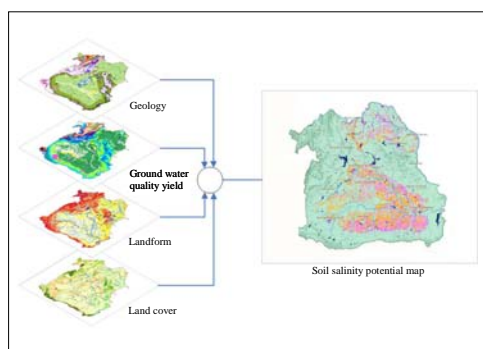 Geology
Ground water
quality yield
Landform
Land cover
Soil salinity potential map